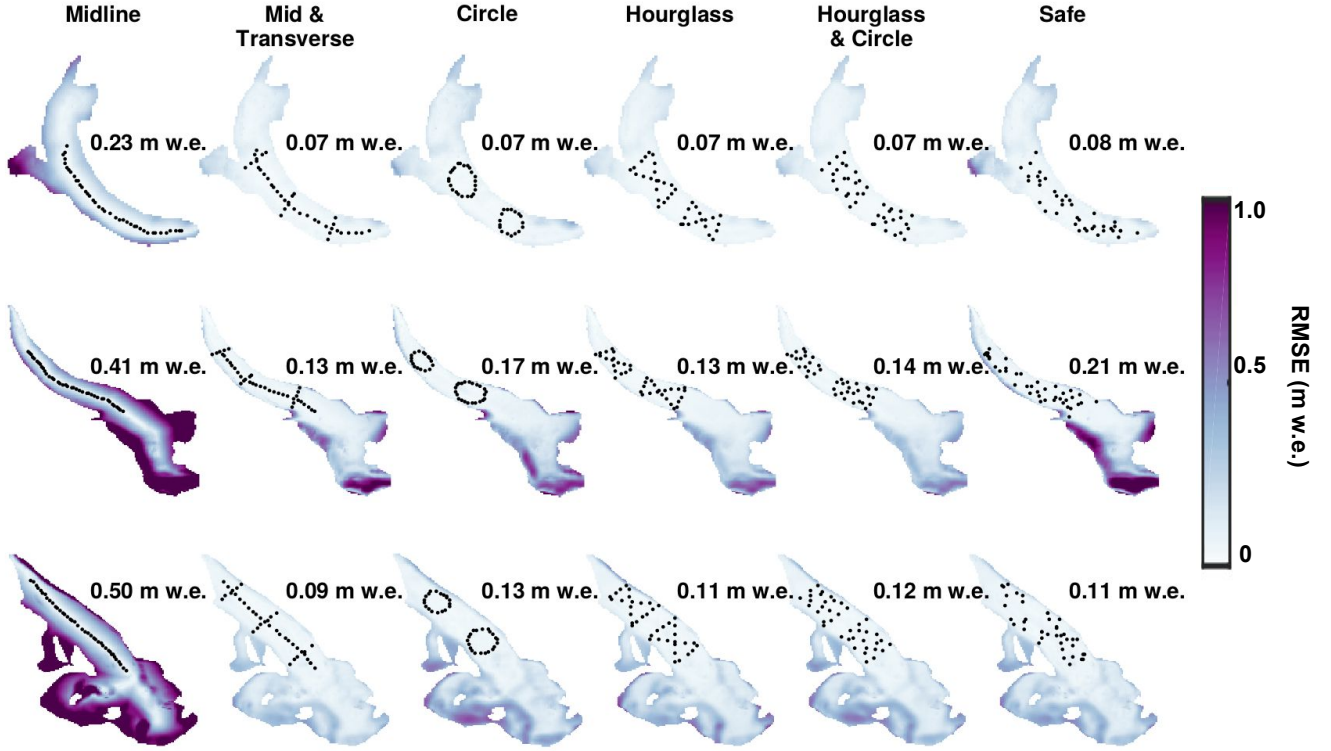 Midline
Mid &
Transverse
Circle
Hourglass
Hourglass
& Circle
Safe
0.23 m w.e.
0.07 m w.e.
0.07 m w.e.
0.07 m w.e.
0.07 m w.e.
0.08 m w.e.
0.41 m w.e.
0.13 m w.e.
0.17 m w.e.
0.13 m w.e.
0.14 m w.e.
0.21 m w.e.
0.50 m w.e.
0.09 m w.e.
0.13 m w.e.
0.11 m w.e.
0.12 m w.e.
0.11 m w.e.
1.0
0.5
0
RMSE (m w.e.)